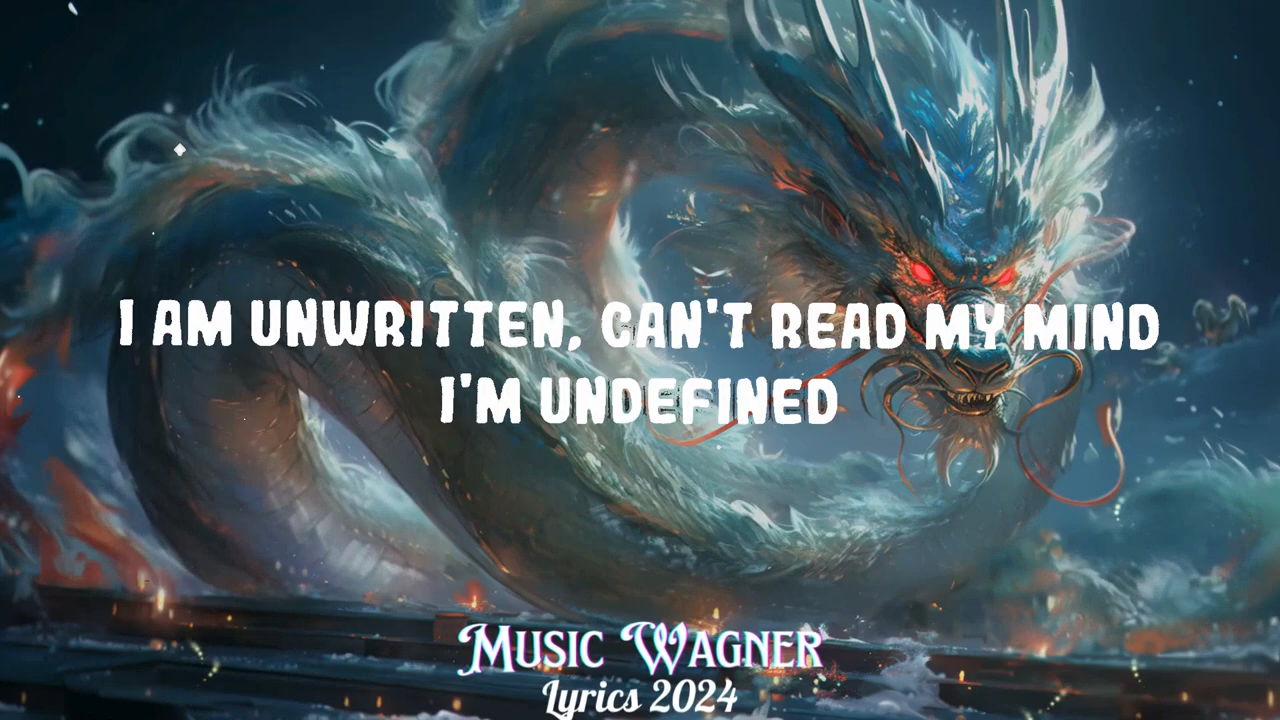 I AM UNWRITTEN, CAN'T READ MY MIND
I'M UNDEFINED
MUSIC WAGNER
Lyrics 2024